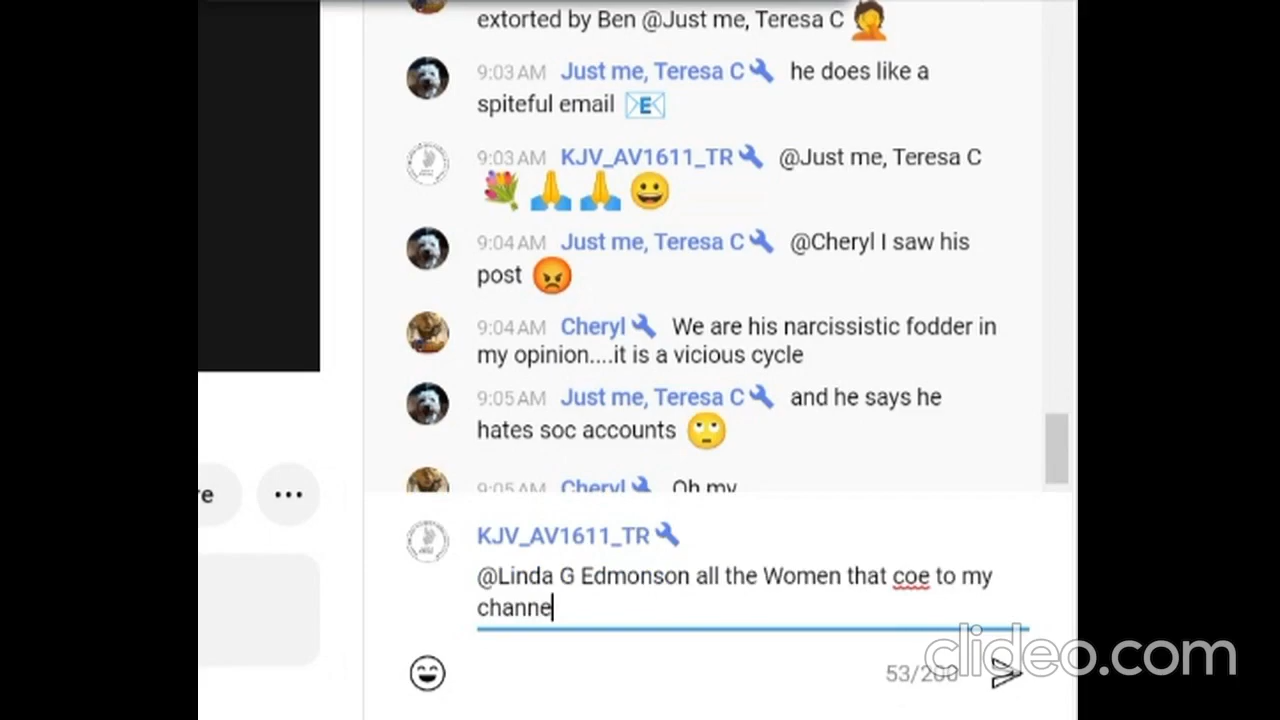 extorted by Ben @Just me, Teresa C
9:03 AM Just me, Teresa C he does like a
spiteful email
9:03 AM KJV_AV1611_TR @Just me, Teresa C
9:04 AM Just me, Teresa C @Cheryl I saw his
post
9:04 AM Cheryl We are his narcissistic fodder in
my opinion....it is a vicious cycle
9:05 AM Just me, Teresa C and he says he
hates soc accounts
9:05 AM Cheryl Oh my
re
KJV_AV1611_TR
@Linda G Edmonson all the Women that coe to my
channe
53/200
clideo.com